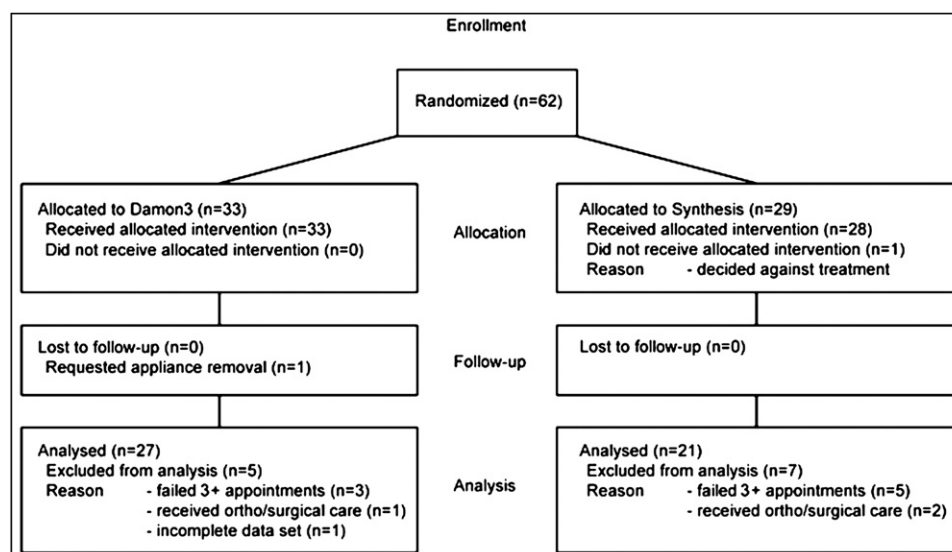 Enrollment
Randomized (n=62)
Allocated to Damon3 (n=33)
Received allocated intervention (n=33)
Did not receive allocated intervention (n=0)
Allocation
Allocated to Synthesis (n=29)
Received allocated intervention (n=28)
Did not receive allocated intervention (n=1)
Reason - decided against treatment
Lost to follow-up (n=0)
Requested appliance removal (n=1)
Follow-up
Lost to follow-up (n=0)
Analysed (n=27)
Excluded from analysis (n=5)
Reason - failed 3+ appointments (n=3)
- received ortho/surgical care (n=1)
- incomplete data set (n=1)
Analysis
Analysed (n=21)
Excluded from analysis (n=7)
Reason - failed 3+ appointments (n=5)
- received ortho/surgical care (n=2)